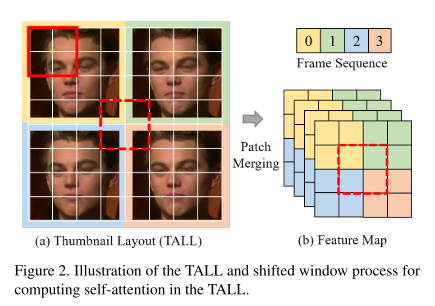 0 1 2 3
Frame Sequence
Patch
Merging
(a) Thumbnail Layout (TALL)
(b) Feature Map
Figure 2. Illustration of the TALL and shifted window process for
computing self-attention in the TALL.